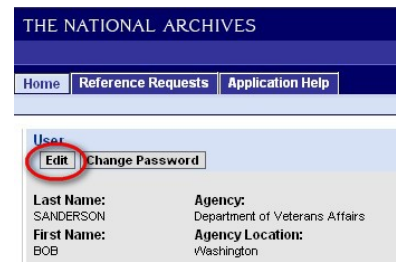 THE NATIONAL ARCHIVES
Home Reference Requests Application Help
User
Edit Change Password
Last Name: Agency:
SANDERSON Department of Veterans Affairs
First Name: Agency Location:
BOB Washington